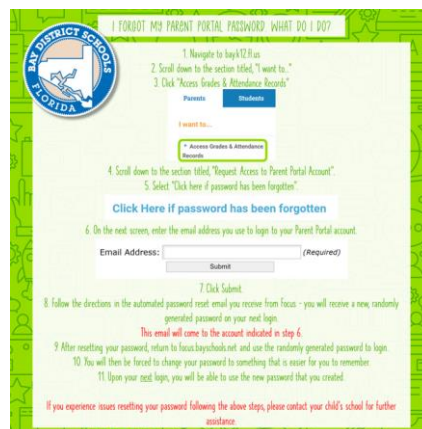 I FORGOT MY PARENT PORTAL PASSWORD WHAT DO I DO?
BAY DISTRICT SCHOOLS
FLORIDA
1. Navigate to bay.k12.fl.us
2. Scroll down to the section titled, "I want to..."
3. Click "Access Grades & Attendance Records"
Parents Students
I want to...
* Access Grades & Attendance
Records
4. Scroll down to the section titled, "Request Access to Parent Portal Account".
5. Select "Click here if password has been forgotten".
Click Here if password has been forgotten
6. On the next screen, enter the email address you use to login to your Parent Portal account.
Email Address: (Required)
Submit
7. Click Submit.
8. Follow the directions in the automated password reset email you receive from Focus - you will receive a new, randomly
generated password on your next login.
This email will come to the account indicated in step 6.
9. After resetting your password, return to focus.bayschools.net and use the randomly generated password to login.
10. You will then be forced to change your password to something that is easier for you to remember.
11. Upon your next login, you will be able to use the new password that you created.
If you experience issues resetting your password following the above steps, please contact your child's school for further
assistance